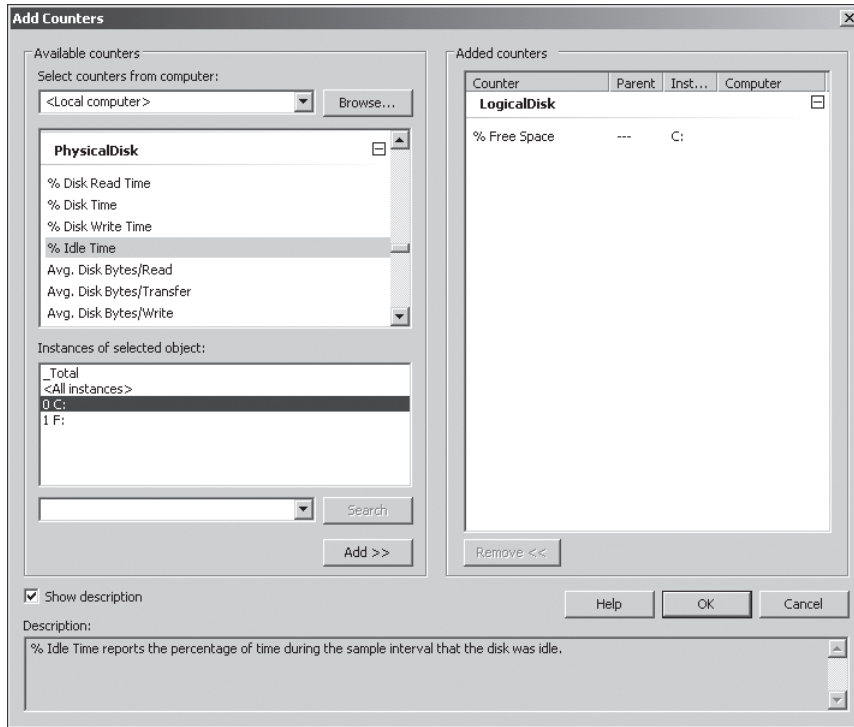 Add Counters
Available counters
Select counters from computer:
<Local computer>
Browse...
PhysicalDisk
% Disk Read Time
% Disk Time
% Disk Write Time
% Idle Time
Avg. Disk Bytes/Read
Avg. Disk Bytes/Transfer
Avg. Disk Bytes/Write
Instances of selected object:
_Total
<All instances>
0 C:
1 F:
Search
Add >>
Added counters
Counter Parent Inst... Computer
LogicalDisk
% Free Space --- C:
Remove <<
Show description
Help OK Cancel
Description:
% Idle Time reports the percentage of time during the sample interval that the disk was idle.